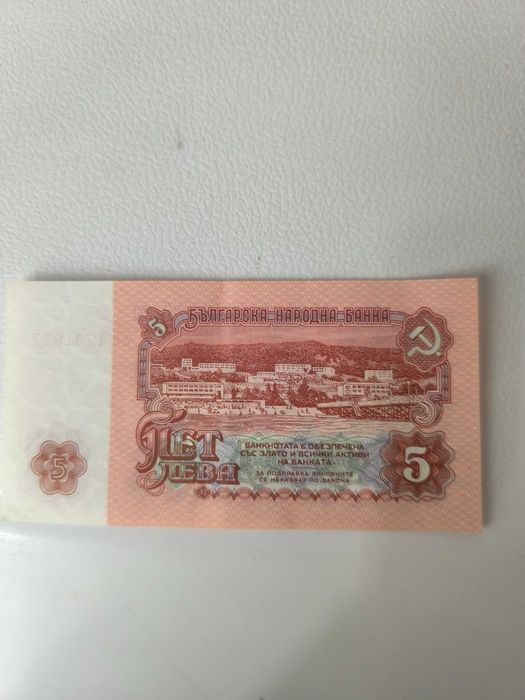 БЪЛГАРСКА НАРОДНА БАНКА
5
5
ПЕТ
ЛЕВА
БАНКНОТАТА Е ОБЕЗПЕЧЕНА
СЪС ЗЛАТО И ВСИЧКИ АКТИВИ
НА БАНКАТА
ЗА ПОДПРАВКА ВИНОВНИТЕ
СЕ НАКАЗВАТ ПО ЗАКОНА
5